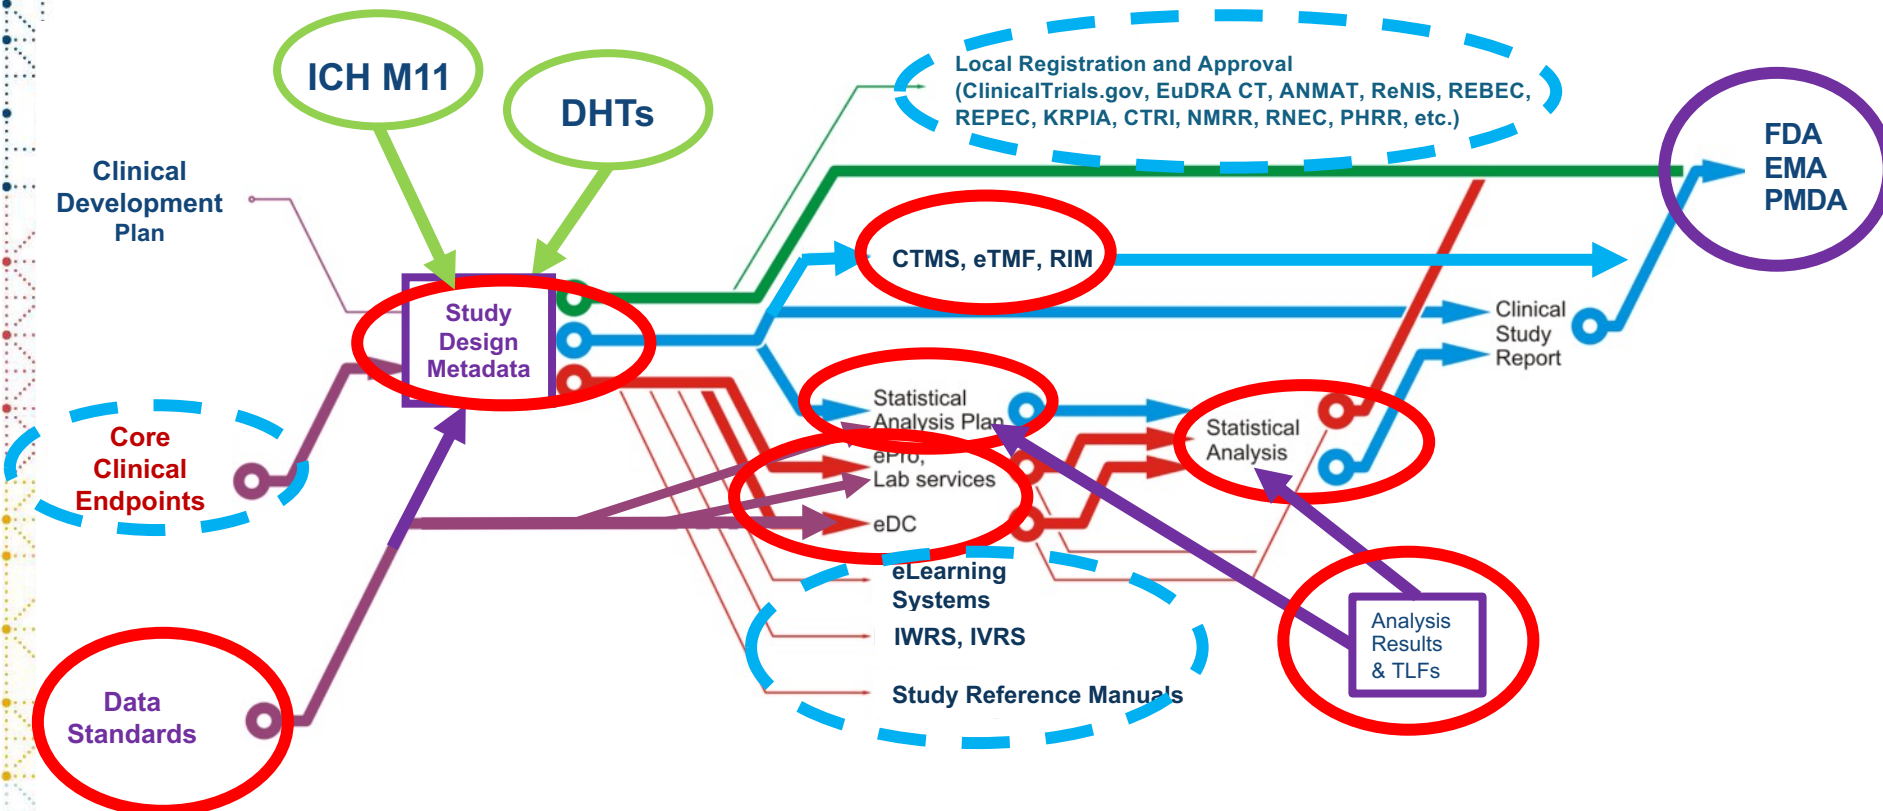 ICH M11
DHTs
Local Registration and Approval
(ClinicalTrials.gov, EuDRA CT, ANMAT, ReNIS, REBEC,
REPEC, KRPIA, CTRI, NMRR, RNEC, PHRR, etc.)
FDA
EMA
PMDA
Clinical
Development
Plan
CTMS, eTMF, RIM
Study
Design
Metadata
Clinical
Study
Report
Statistical
Analysis Plan
Statistical
Analysis
Core
Clinical
Endpoints
ePro,
Lab services
eDC
eLearning
Systems
IWRS, IVRS
Study Reference Manuals
Analysis
Results
& TLFs
Data
Standards